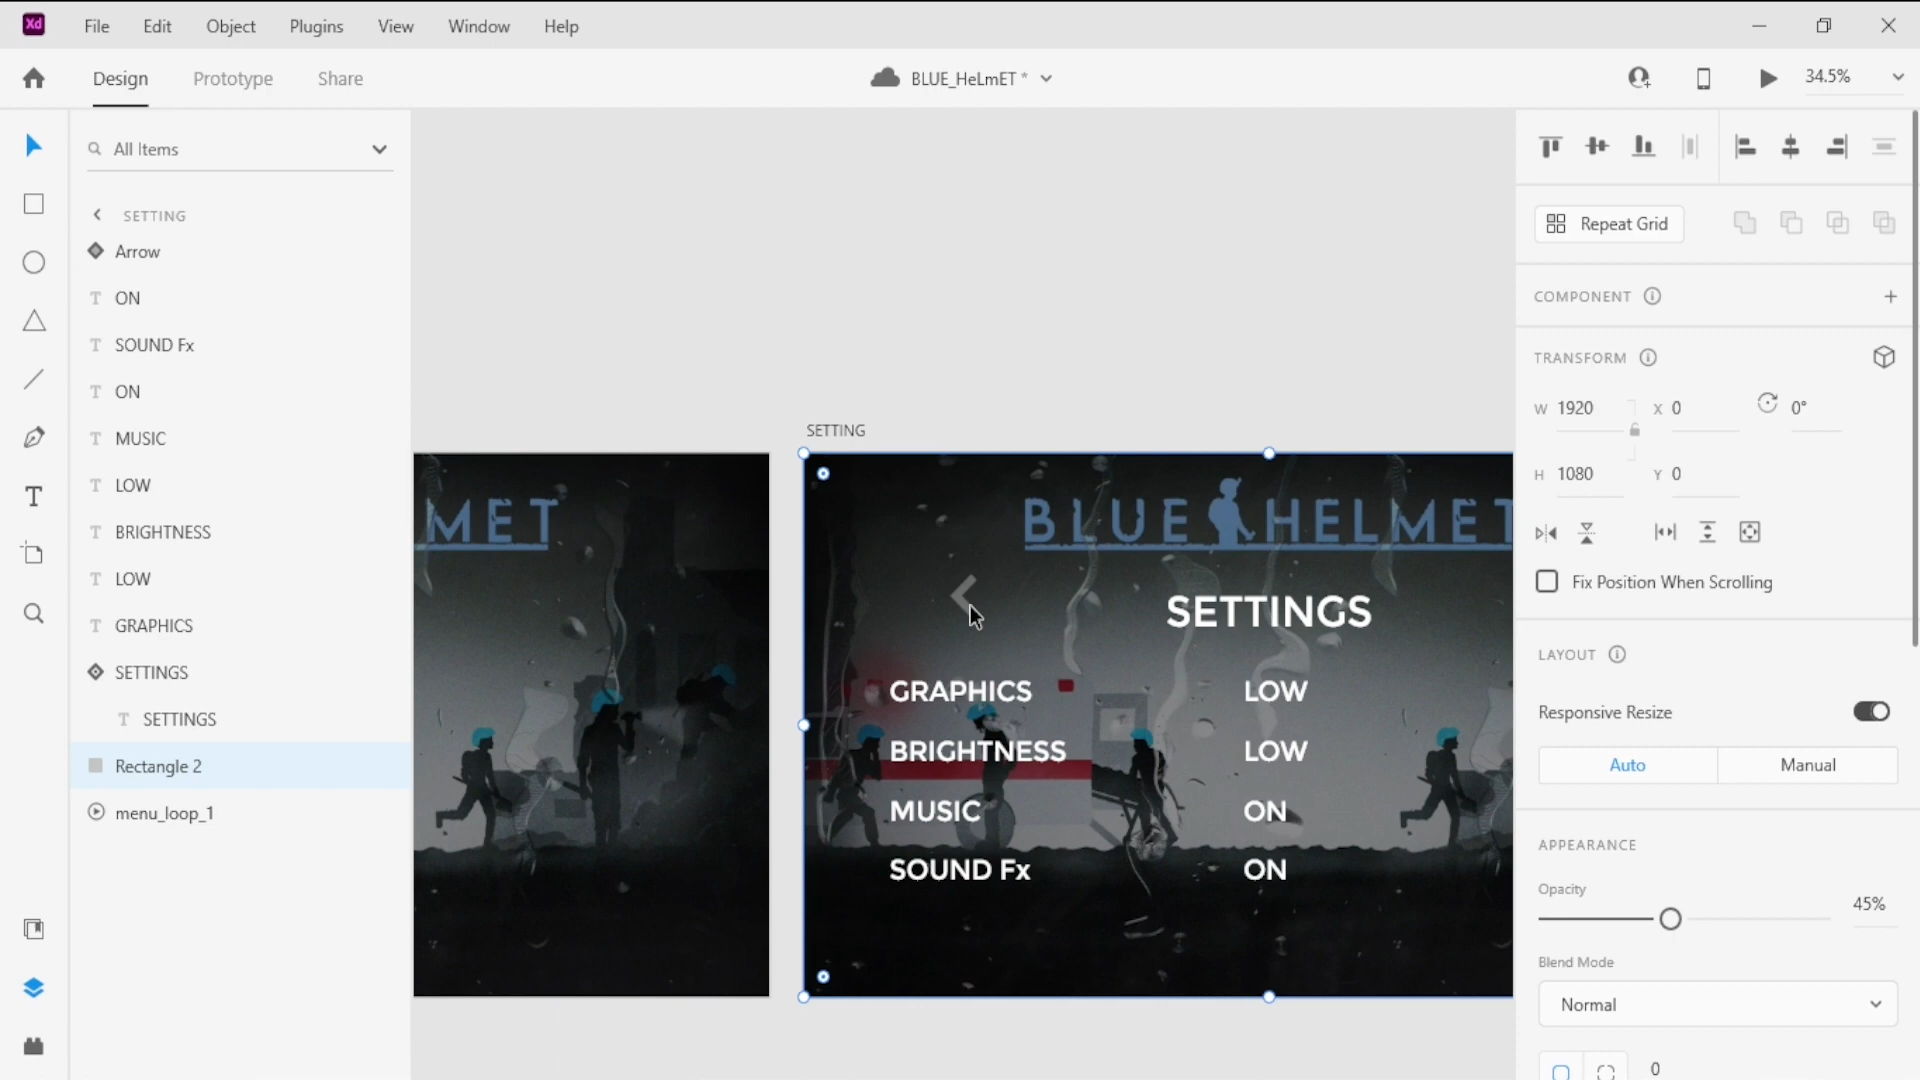 Xd File Edit Object Plugins View Window Help
Design Prototype Share BLUE_HeLmET * 34.5%
All Items
SETTING
Arrow
ON
SOUND Fx
ON
MUSIC
LOW
BRIGHTNESS
LOW
GRAPHICS
SETTINGS
SETTINGS
Rectangle 2
menu_loop_1
MET
SETTING
BLUE HELMET
SETTINGS
GRAPHICS LOW
BRIGHTNESS LOW
MUSIC ON
SOUND Fx ON
Repeat Grid
COMPONENT
TRANSFORM
W 1920 X 0 0°
H 1080 Y 0
Fix Position When Scrolling
LAYOUT
Responsive Resize
Auto Manual
APPEARANCE
Opacity
45%
Blend Mode
Normal
0